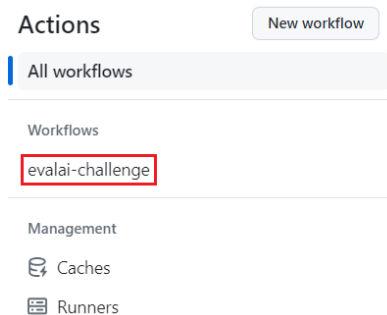 Actions
New workflow
All workflows
Workflows
evalai-challenge
Management
Caches
Runners